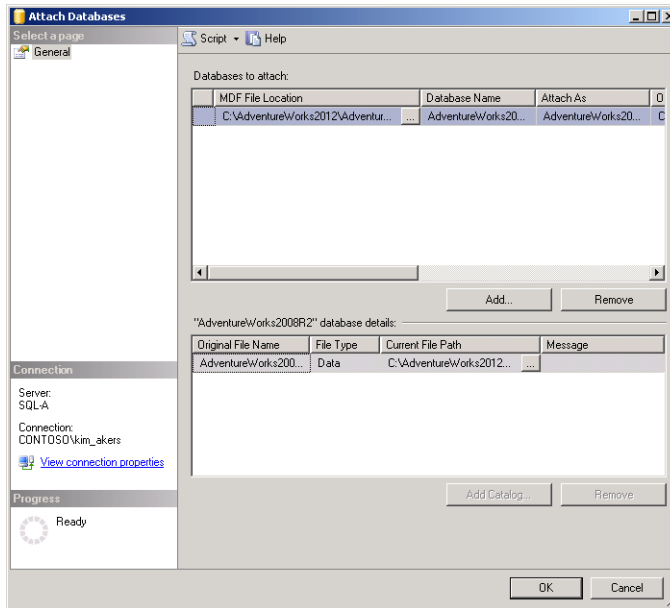 Attach Databases
Select a page
General
Script Help
Databases to attach:
MDF File Location Database Name Attach As O
C:\AdventureWorks2012\Adventur... ... AdventureWorks20... AdventureWorks20... C
Add... Remove
"AdventureWorks2008R2" database details:
Original File Name File Type Current File Path Message
AdventureWorks200... Data C:\AdventureWorks2012... ...
Add Catalog... Remove
Connection
Server:
SQL-A
Connection:
CONTOSO\kim_akers
View connection properties
Progress
Ready
OK Cancel